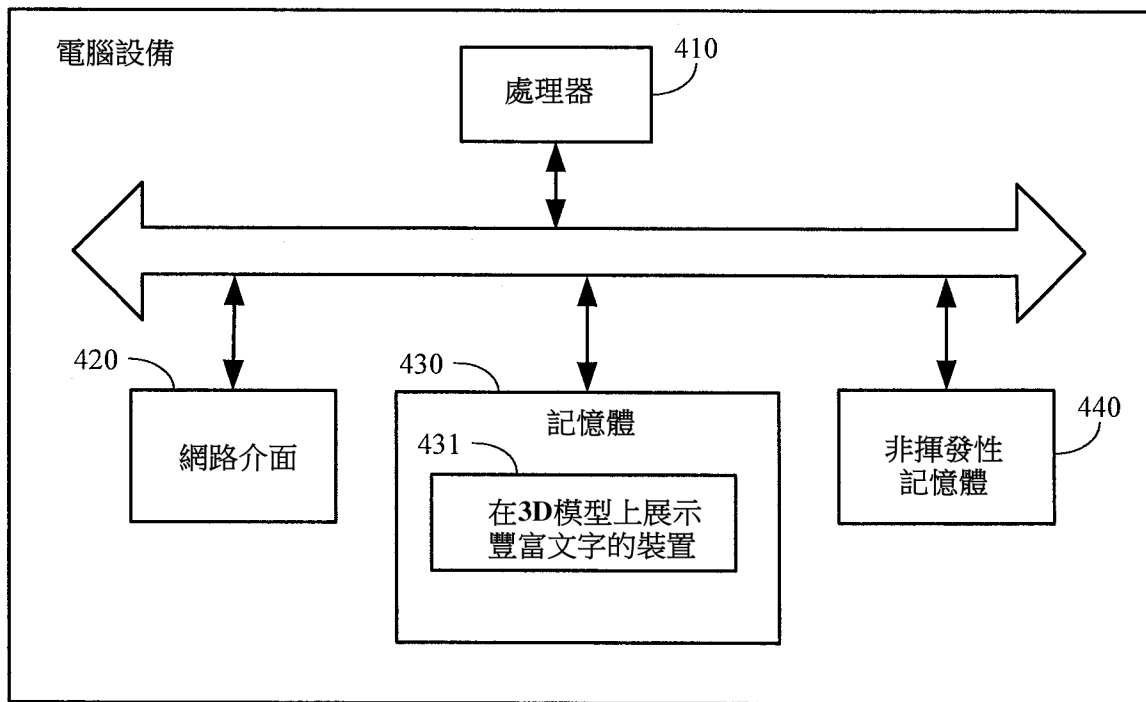 電腦設備
410
處理器
420
網路介面
430
記憶體
431
在3D模型上展示
豐富文字的裝置
440
非揮發性
記憶體